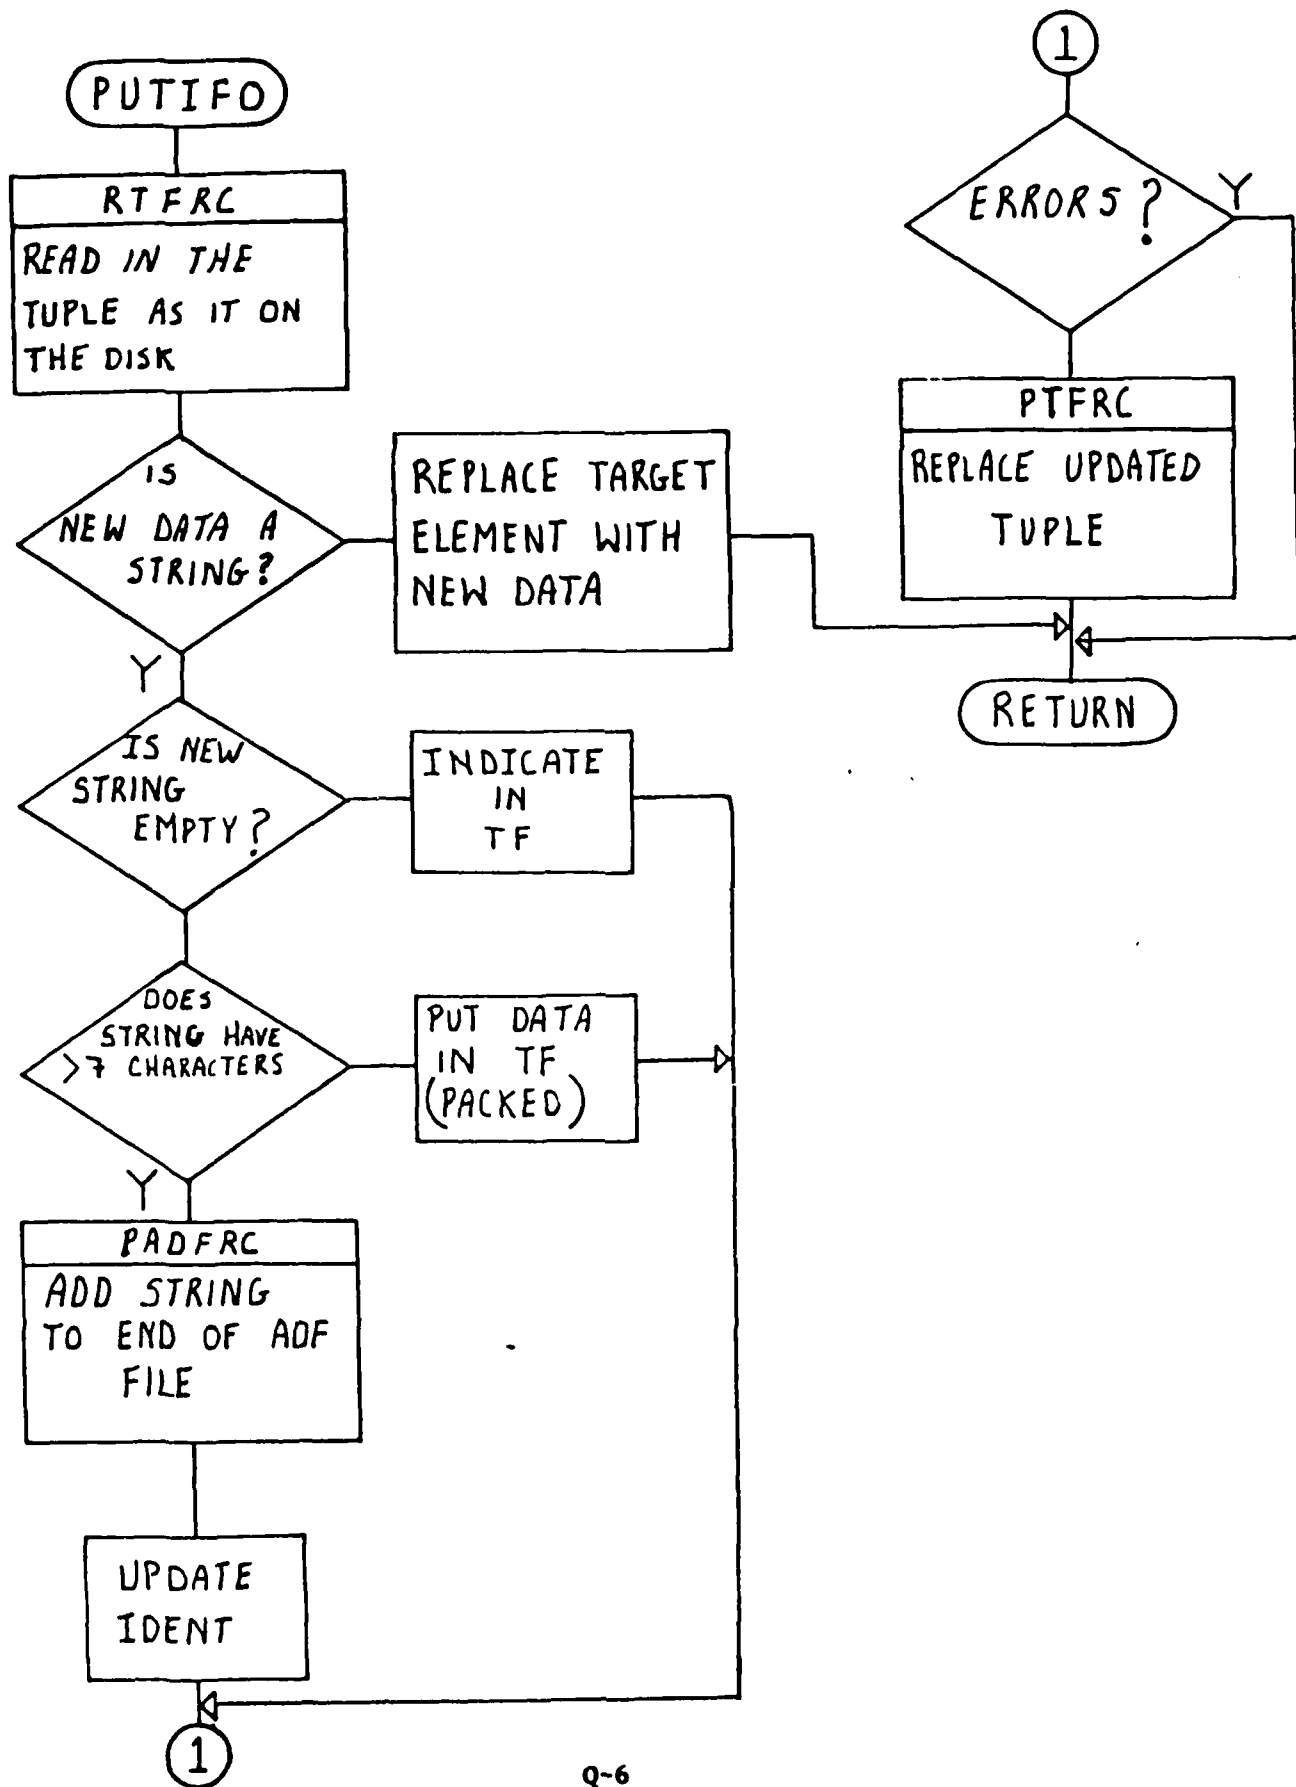 PUTIFO
RTFRC
READ IN THE
TUPLE AS IT ON
THE DISK
IS
NEW DATA A
STRING?
REPLACE TARGET
ELEMENT WITH
NEW DATA
Y
IS NEW
STRING
EMPTY?
INDICATE
IN
TF
DOES
STRING HAVE
>7 CHARACTERS
PUT DATA
IN TF
(PACKED)
Y
PADFRC
ADD STRING
TO END OF ADF
FILE
UPDATE
IDENT
1
1
ERRORS?
Y
PTFRC
REPLACE UPDATED
TUPLE
RETURN
Q-6